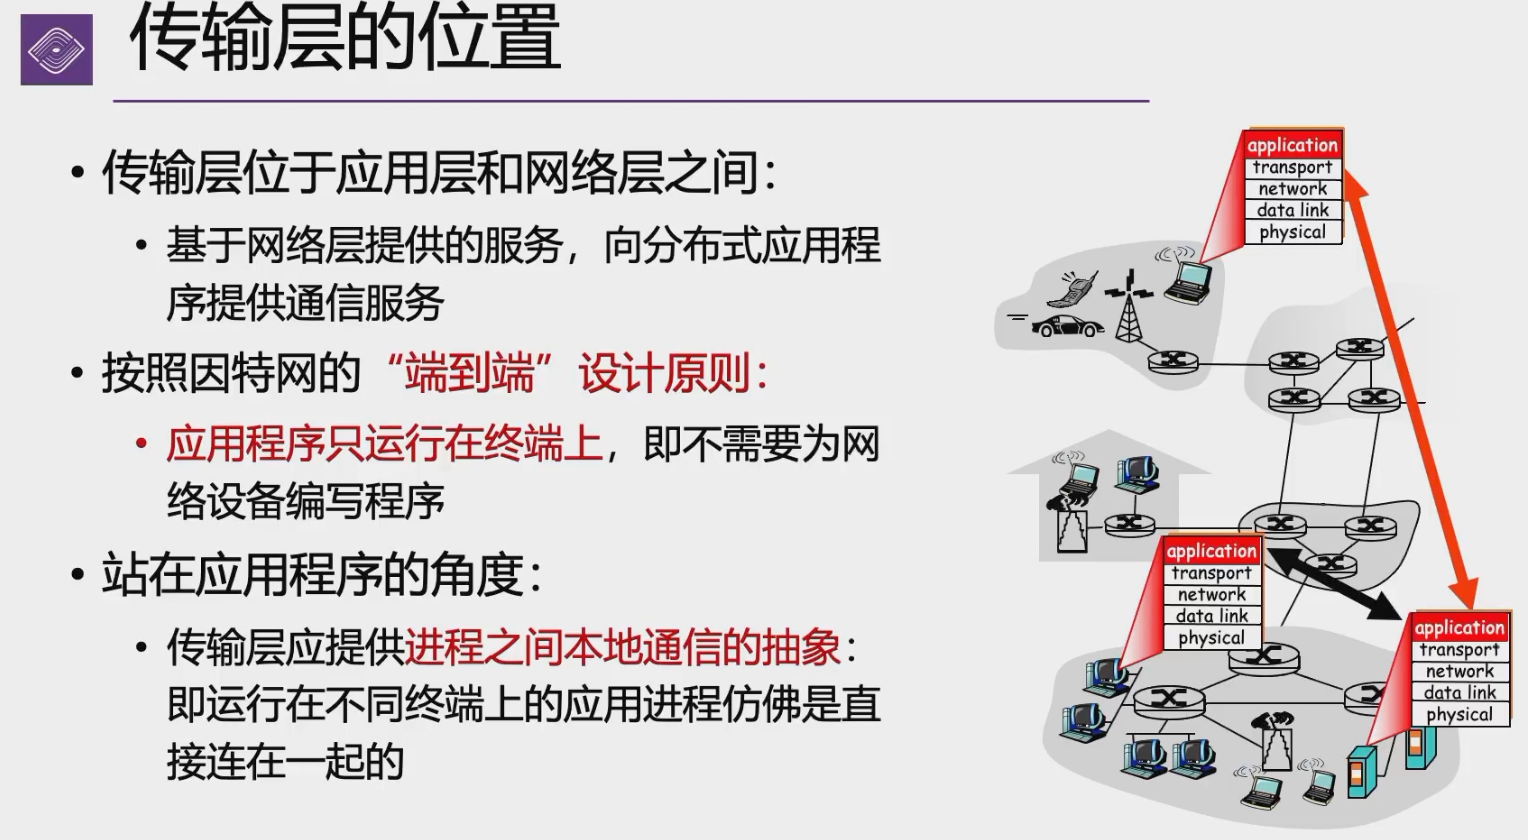 传输层的位置
• 传输层位于应用层和网络层之间：
• 基于网络层提供的服务，向分布式应用程
序提供通信服务
• 按照因特网的“端到端”设计原则：
• 应用程序只运行在终端上，即不需要为网
络设备编写程序
• 站在应用程序的角度：
• 传输层应提供进程之间本地通信的抽象：
即运行在不同终端上的应用进程仿佛是直
接连在一起的
application
transport
network
data link
physical
application
transport
network
data link
physical
application
transport
network
data link
physical